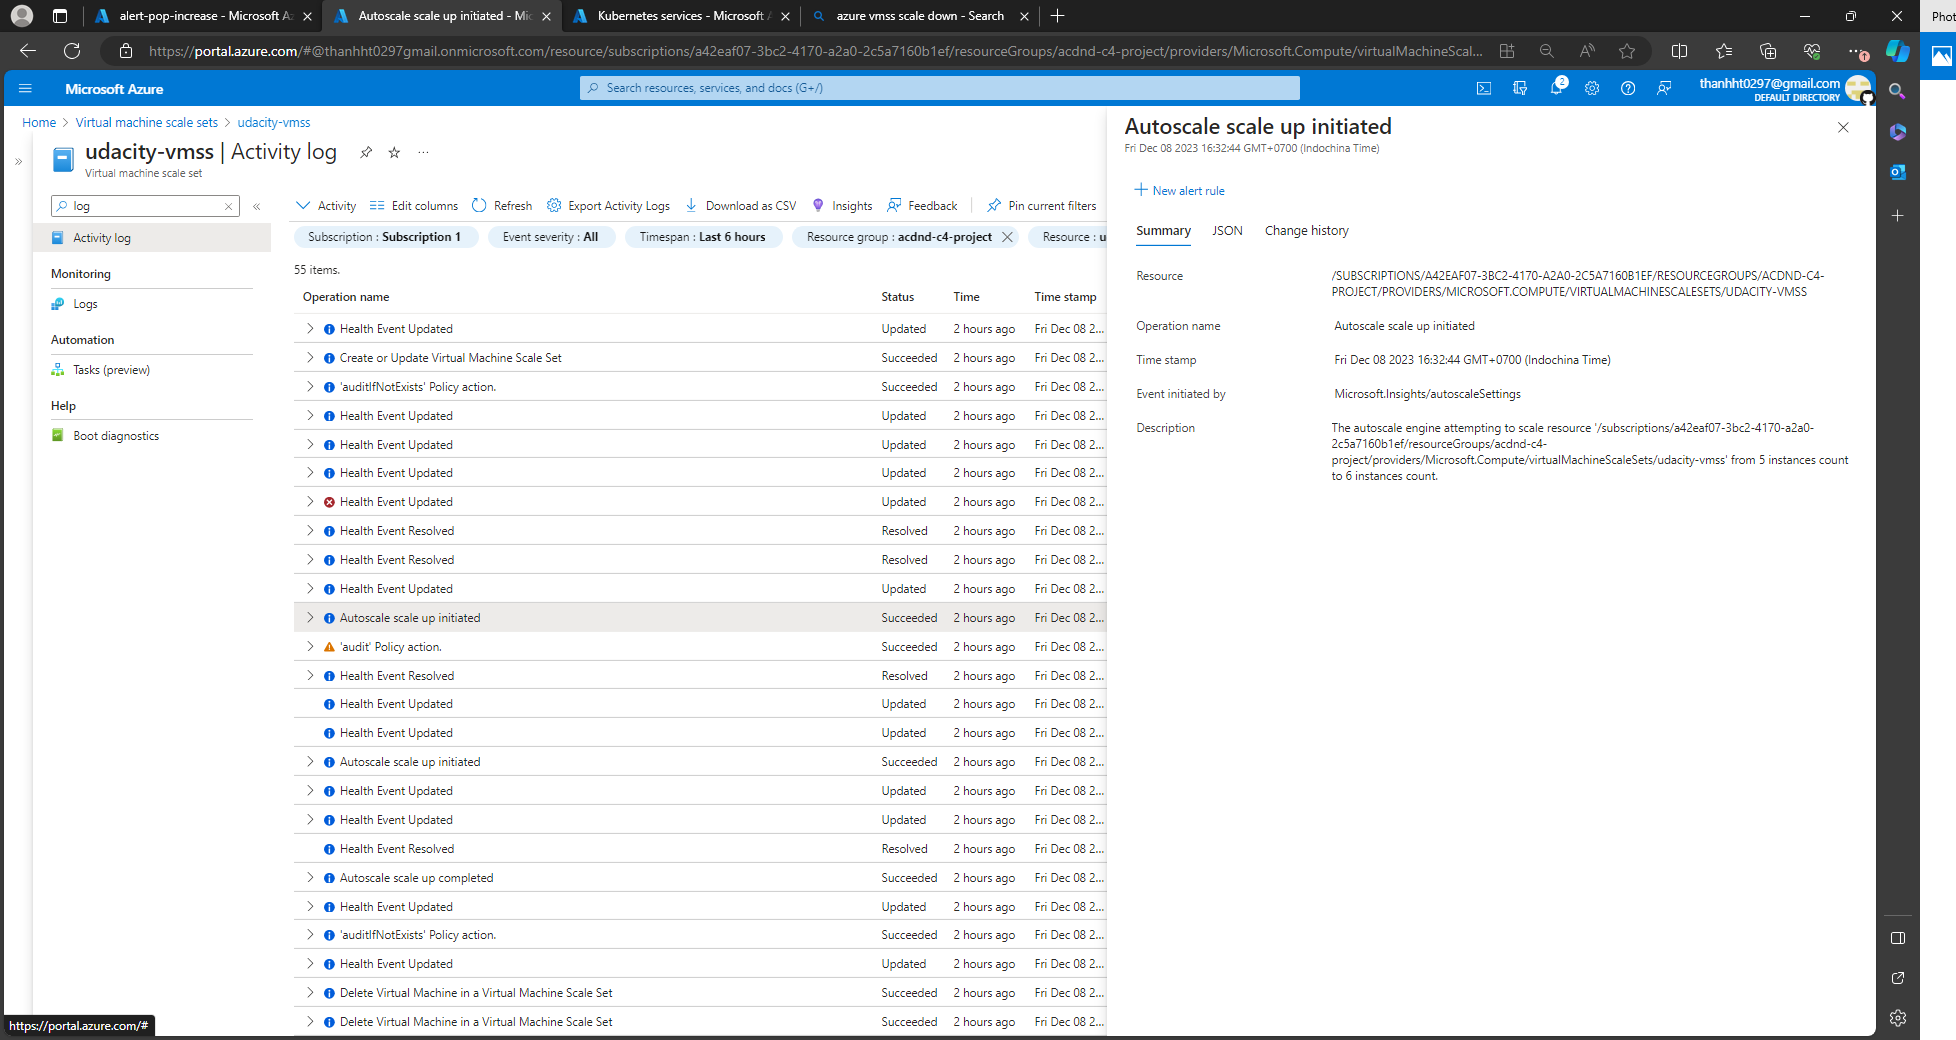 alert-pop-increase - Microsoft Az
Autoscale scale up initiated - Mic
Kubernetes services - Microsoft A
azure vmss scale down - Search
Phot
https://portal.azure.com/#@thanhht0297gmail.onmicrosoft.com/resource/subscriptions/a42eaf07-3bc2-4170-a2a0-2c5a7160b1ef/resourceGroups/acdnd-c4-project/providers/Microsoft.Compute/virtualMachineScal...
1
Microsoft Azure
Search resources, services, and docs (G+/)
2
thanhht0297@gmail.com
DEFAULT DIRECTORY
Home > Virtual machine scale sets > udacity-vmss
udacity-vmss | Activity log
Virtual machine scale set
log
Activity log
Monitoring
Logs
Automation
Tasks (preview)
Help
Boot diagnostics
Activity Edit columns Refresh Export Activity Logs Download as CSV Insights Feedback Pin current filters
Subscription : Subscription 1 Event severity : All Timespan : Last 6 hours Resource group : acdnd-c4-project Resource : u
55 items.
Operation name Status Time Time stamp
Health Event Updated Updated 2 hours ago Fri Dec 08 2...
Create or Update Virtual Machine Scale Set Succeeded 2 hours ago Fri Dec 08 2...
'auditIfNotExists' Policy action. Succeeded 2 hours ago Fri Dec 08 2...
Health Event Updated Updated 2 hours ago Fri Dec 08 2...
Health Event Updated Updated 2 hours ago Fri Dec 08 2...
Health Event Updated Updated 2 hours ago Fri Dec 08 2...
Health Event Updated Updated 2 hours ago Fri Dec 08 2...
Health Event Resolved Resolved 2 hours ago Fri Dec 08 2...
Health Event Resolved Resolved 2 hours ago Fri Dec 08 2...
Health Event Updated Updated 2 hours ago Fri Dec 08 2...
Autoscale scale up initiated Succeeded 2 hours ago Fri Dec 08 2...
'audit' Policy action. Succeeded 2 hours ago Fri Dec 08 2...
Health Event Resolved Resolved 2 hours ago Fri Dec 08 2...
Health Event Updated Updated 2 hours ago Fri Dec 08 2...
Health Event Updated Updated 2 hours ago Fri Dec 08 2...
Autoscale scale up initiated Succeeded 2 hours ago Fri Dec 08 2...
Health Event Updated Updated 2 hours ago Fri Dec 08 2...
Health Event Updated Updated 2 hours ago Fri Dec 08 2...
Health Event Resolved Resolved 2 hours ago Fri Dec 08 2...
Autoscale scale up completed Succeeded 2 hours ago Fri Dec 08 2...
Health Event Updated Updated 2 hours ago Fri Dec 08 2...
'auditIfNotExists' Policy action. Succeeded 2 hours ago Fri Dec 08 2...
Health Event Updated Updated 2 hours ago Fri Dec 08 2...
Delete Virtual Machine in a Virtual Machine Scale Set Succeeded 2 hours ago Fri Dec 08 2...
Delete Virtual Machine in a Virtual Machine Scale Set Succeeded 2 hours ago Fri Dec 08 2...
https://portal.azure.com/#
Autoscale scale up initiated
Fri Dec 08 2023 16:32:44 GMT+0700 (Indochina Time)
New alert rule
Summary JSON Change history
Resource /SUBSCRIPTIONS/A42EAF07-3BC2-4170-A2A0-2C5A7160B1EF/RESOURCEGROUPS/ACDND-C4-
PROJECT/PROVIDERS/MICROSOFT.COMPUTE/VIRTUALMACHINESCALESETS/UDACITY-VMSS
Operation name Autoscale scale up initiated
Time stamp Fri Dec 08 2023 16:32:44 GMT+0700 (Indochina Time)
Event initiated by Microsoft.Insights/autoscaleSettings
Description The autoscale engine attempting to scale resource '/subscriptions/a42eaf07-3bc2-4170-a2a0-
2c5a7160b1ef/resourceGroups/acdnd-c4-
project/providers/Microsoft.Compute/virtualMachineScaleSets/udacity-vmss' from 5 instances count
to 6 instances count.